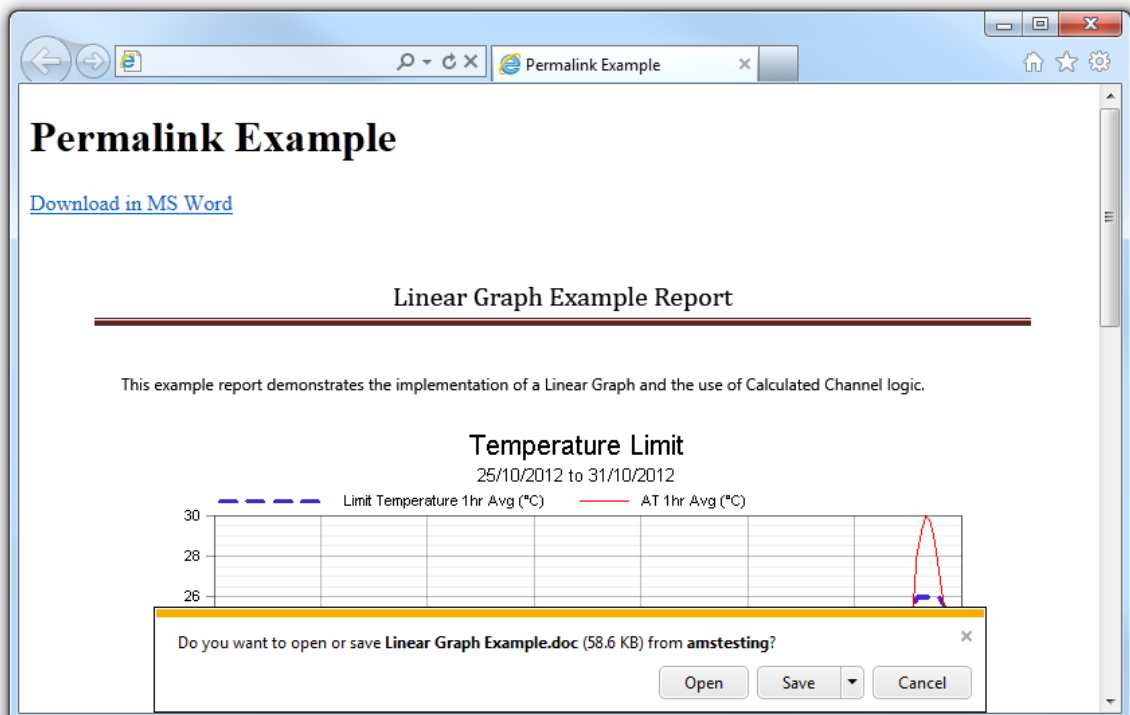 Permalink Example
Permalink Example
Download in MS Word
Linear Graph Example Report
This example report demonstrates the implementation of a Linear Graph and the use of Calculated Channel logic.
Temperature Limit
25/10/2012 to 31/10/2012
Limit Temperature 1hr Avg (°C) AT 1hr Avg (°C)
30
28
26
Do you want to open or save Linear Graph Example.doc (58.6 KB) from amstesting?
Open Save Cancel